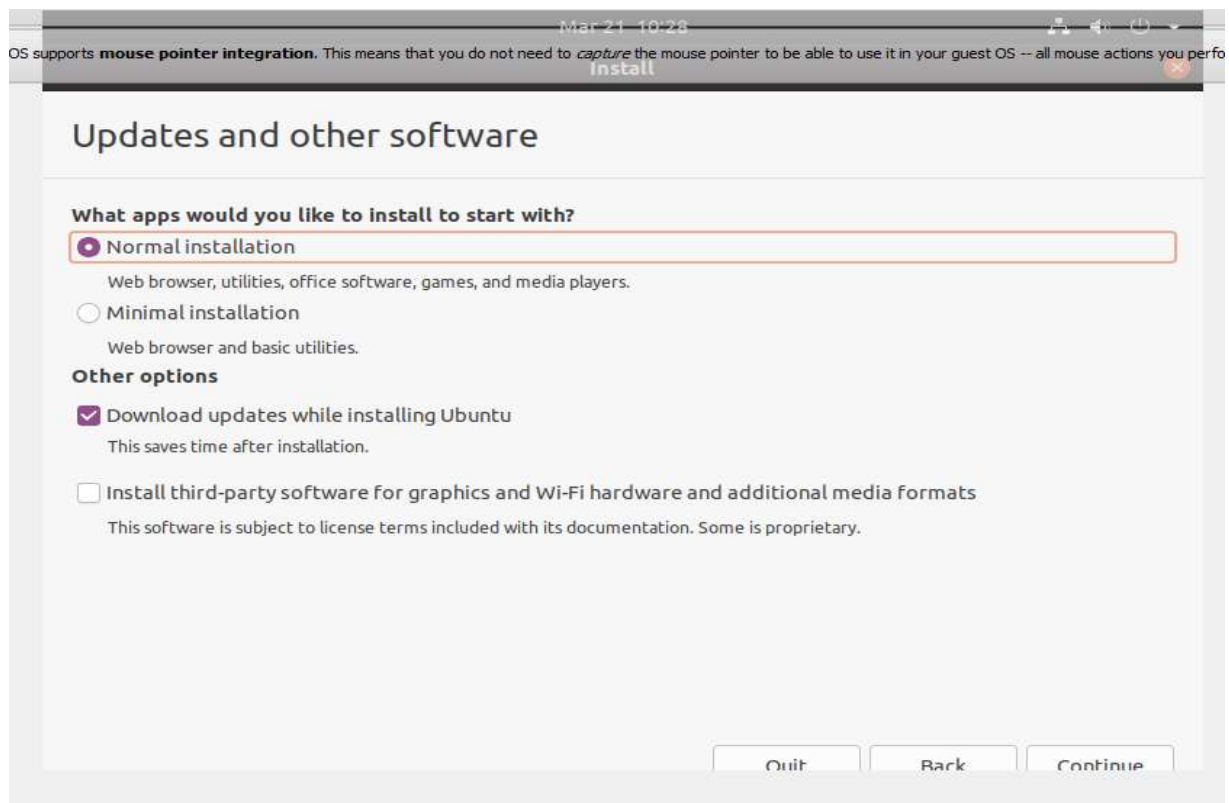 Mar 21 10:28
OS supports mouse pointer integration. This means that you do not need to capture the mouse pointer to be able to use it in your guest OS -- all mouse actions you perfo
Install
Updates and other software
What apps would you like to install to start with?
Normal installation
Web browser, utilities, office software, games, and media players.
Minimal installation
Web browser and basic utilities.
Other options
Download updates while installing Ubuntu
This saves time after installation.
Install third-party software for graphics and Wi-Fi hardware and additional media formats
This software is subject to license terms included with its documentation. Some is proprietary.
Quit Back Continue